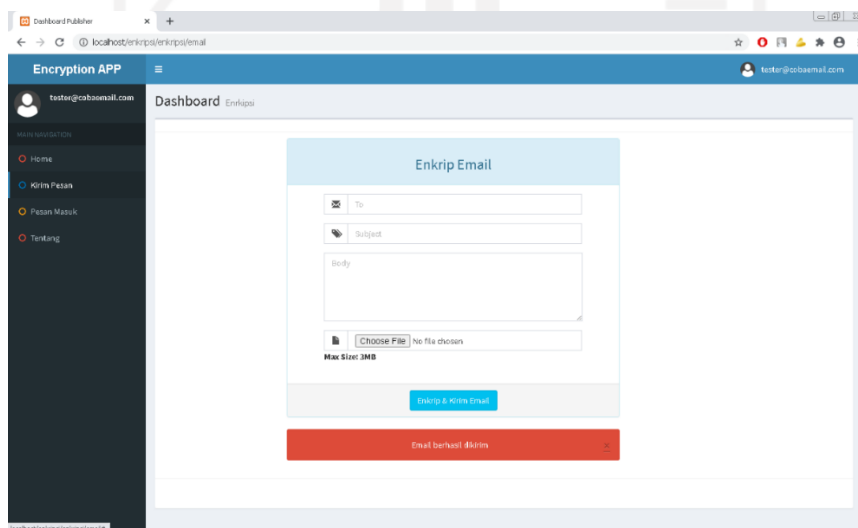 Dashboard Publisher
localhost/enkripsi/enkripsi/email
Encryption APP
tester@cobaemail.com
tester@cobaemail.com
Dashboard Enrkipsi
MAIN NAVIGATION
Home
Kirim Pesan
Pesan Masuk
Tentang
Enkrip Email
To
Subject
Body
Choose File No file chosen
Max Size: 3MB
Enkrip & Kirim Email
Email berhasil dikirim
×